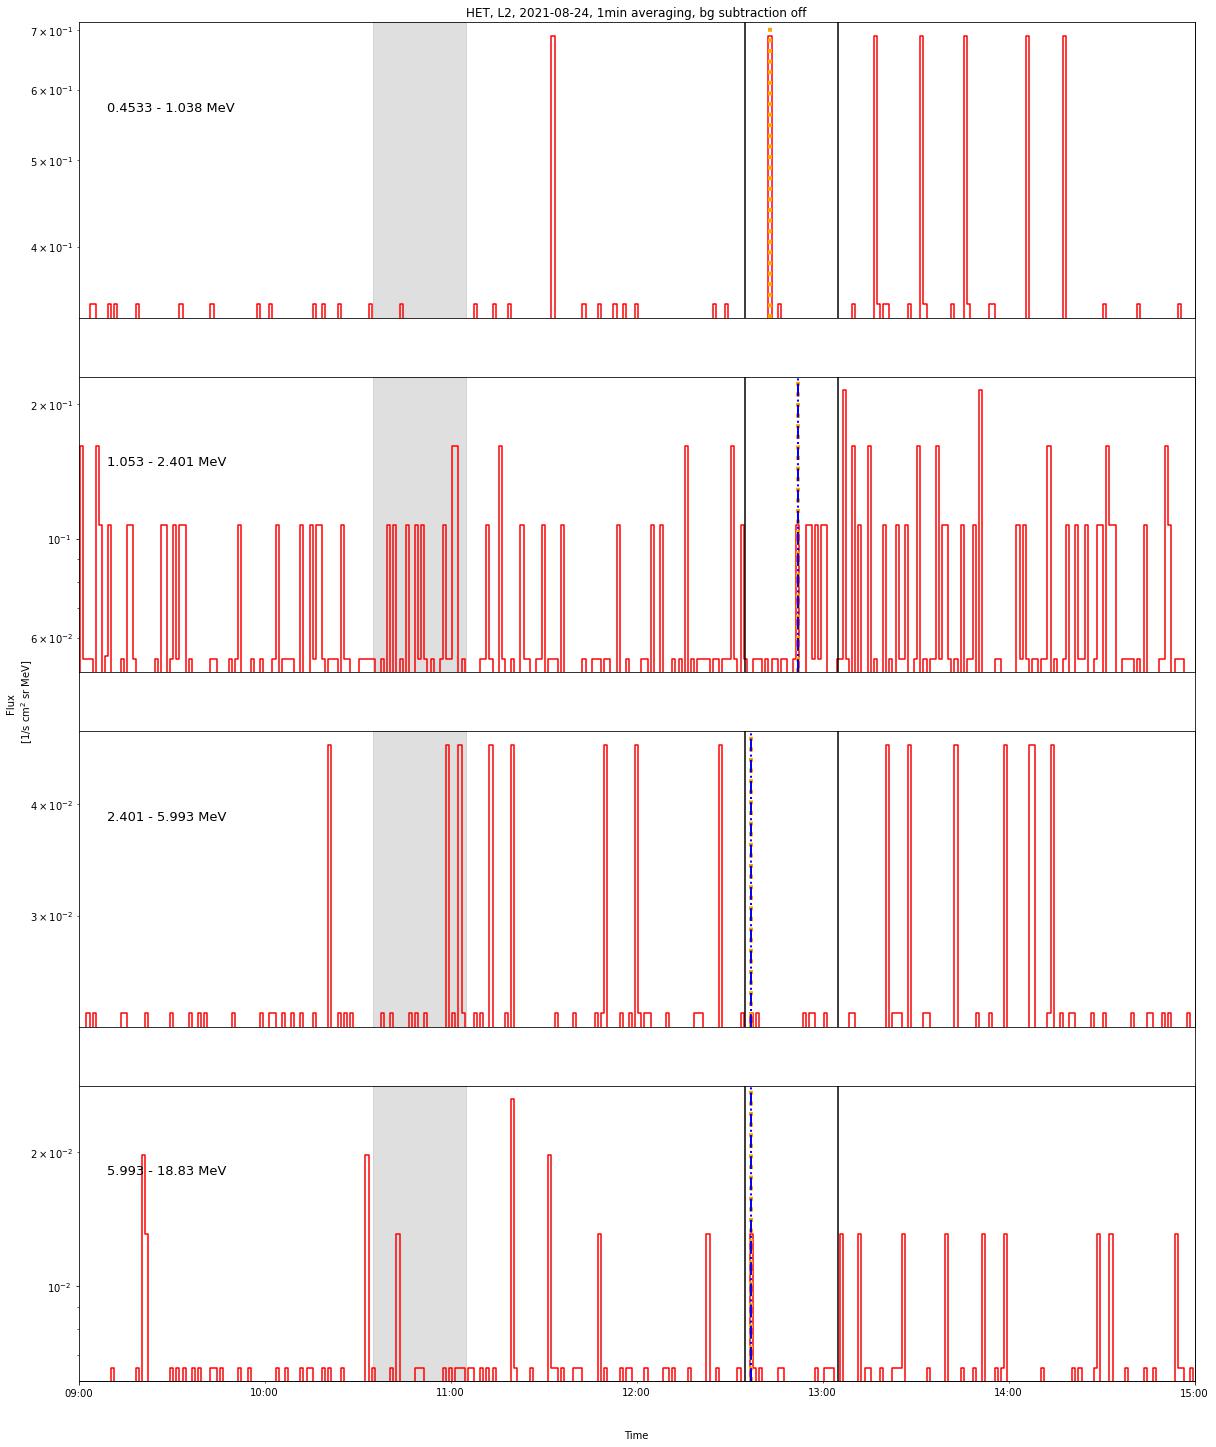 HET, L2, 2021-08-24, 1min averaging, bg subtraction off
7 × 10⁻¹
6 × 10⁻¹
0.4533 - 1.038 MeV
5 × 10⁻¹
4 × 10⁻¹
2 × 10⁻¹
1.053 - 2.401 MeV
10⁻¹
6 × 10⁻²
Flux
[1/s cm² sr MeV]
4 × 10⁻²
2.401 - 5.993 MeV
3 × 10⁻²
2 × 10⁻²
5.993 - 18.83 MeV
10⁻²
09:00 10:00 11:00 12:00 13:00 14:00 15:00
Time